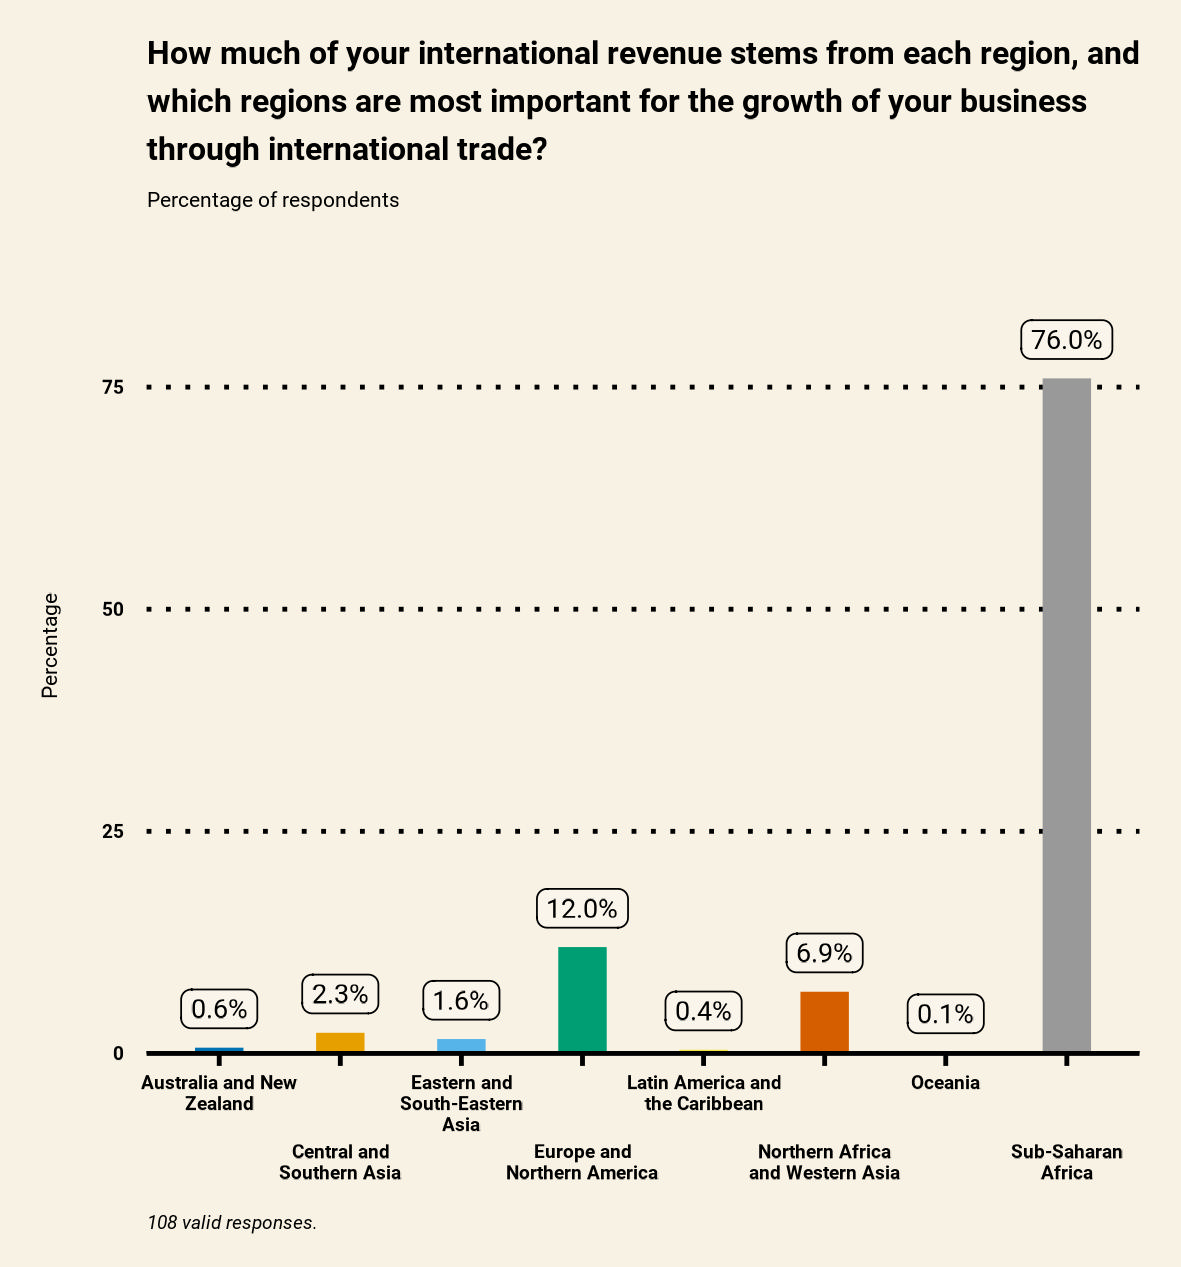 How much of your international revenue stems from each region, and
which regions are most important for the growth of your business
through international trade?
Percentage of respondents
Percentage
75
50
25
0
0.6%
2.3%
1.6%
12.0%
0.4%
6.9%
0.1%
76.0%
Australia and New
Zealand
Central and
Southern Asia
Eastern and
South-Eastern
Asia
Europe and
Northern America
Latin America and
the Caribbean
Northern Africa
and Western Asia
Oceania
Sub-Saharan
Africa
108 valid responses.